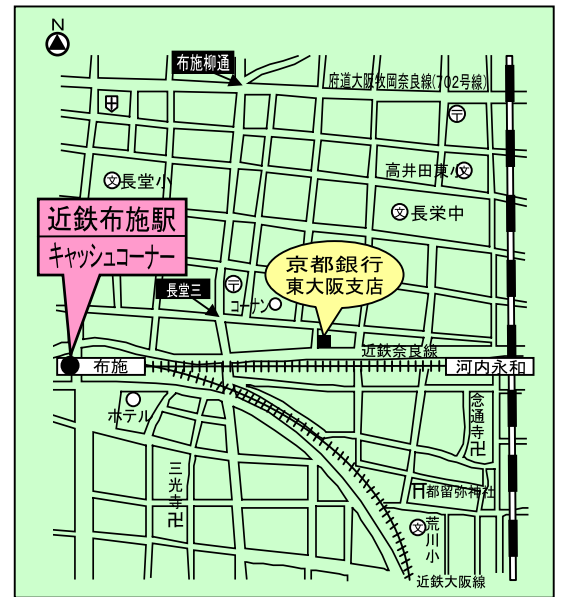 N
布施柳通
府道大阪牧岡奈良線(702号線)
〒
文長堂小
高井田東小文
文長栄中
近鉄布施駅
キャッシュコーナー
京都銀行
東大阪支店
長堂三
〒
コーナン
近鉄奈良線
布施
河内永和
ホテル
念通寺卍
三光寺卍
都留弥神社
文荒川小
近鉄大阪線